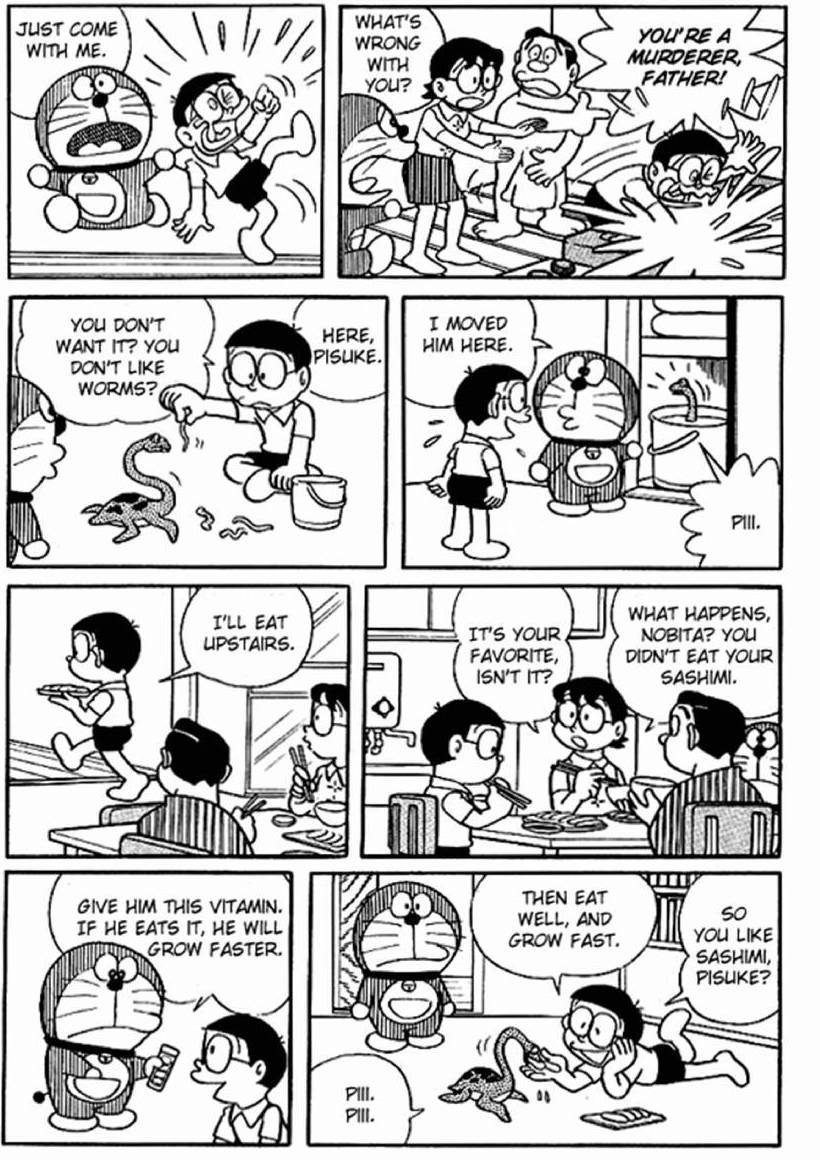 YOU'RE A
MURDERER,
FATHER!
WHAT'S
WRONG
WITH
YOU?
JUST COME
WITH ME.
I MOVED
HIM HERE.
PIII.
HERE,
PISUKE.
YOU DON'T
WANT IT? YOU
DON'T LIKE
WORMS?
WHAT HAPPENS,
NOBITA? YOU
DIDN'T EAT YOUR
SASHIMI.
IT'S YOUR
FAVORITE,
ISN'T IT?
I'LL EAT
UPSTAIRS.
SO
YOU LIKE
SASHIMI,
PISUKE?
THEN EAT
WELL, AND
GROW FAST.
PIII.
PIII.
GIVE HIM THIS VITAMIN.
IF HE EATS IT, HE WILL
GROW FASTER.